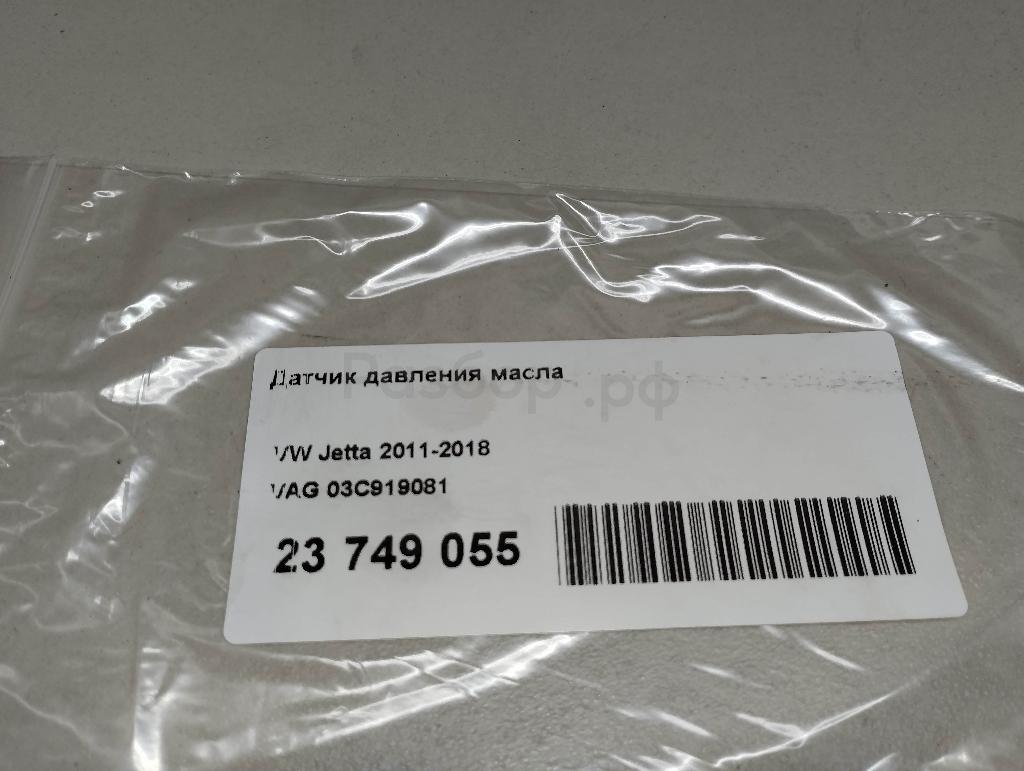 Датчик давления масла
Разбор.рф
VW Jetta 2011-2018
VAG 03C919081
23 749 055